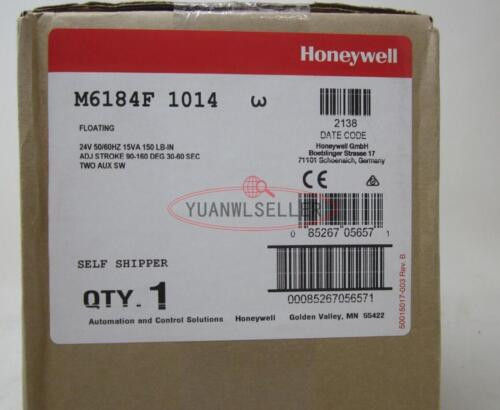 Honeywell
M6184F 1014 3
2138
DATE CODE
FLOATING
24V 50/60HZ 15VA 150 LB-IN
ADJ STROKE 90-160 DEG 30-60 SEC
TWO AUX SW
Honeywell GmbH
Boeblinger Strasse 17
71101 Schoenaich, Germany
CE
YUANWLSELLER
0 85267 05657 1
SELF SHIPPER
QTY. 1
00085267056571
Automation and Control Solutions Honeywell Golden Valley, MN 55422
50015017-003 Rev. B